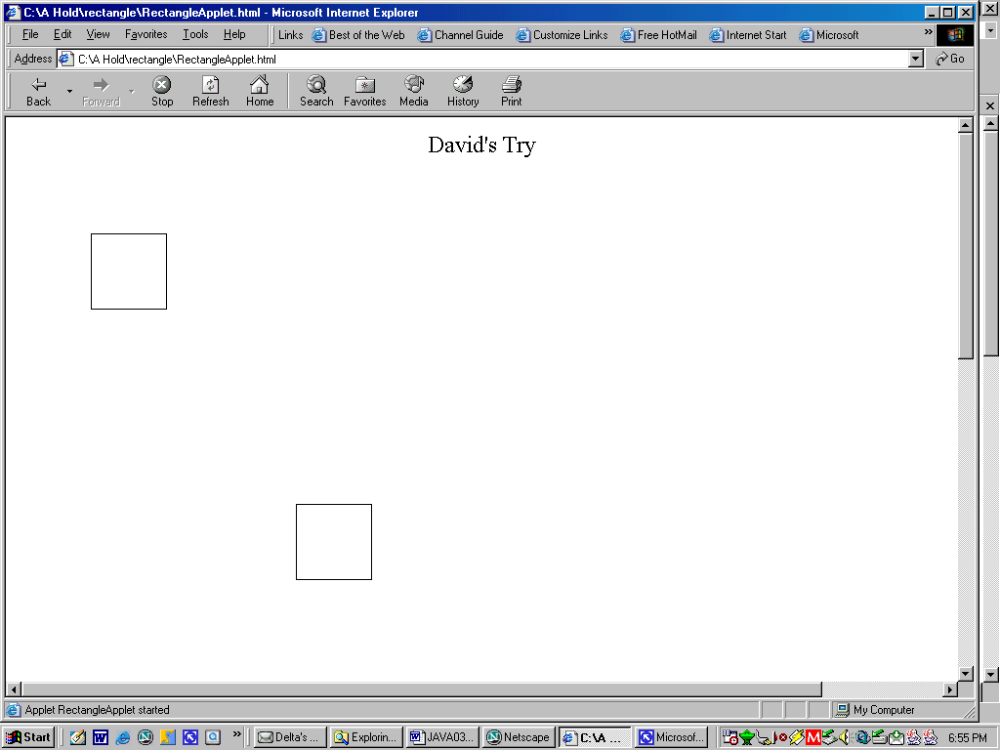 C:\A Hold\rectangle\RectangleApplet.html - Microsoft Internet Explorer
File Edit View Favorites Tools Help Links Best of the Web Channel Guide Customize Links Free HotMail Internet Start Microsoft »
Address C:\A Hold\rectangle\RectangleApplet.html Go
Back Forward Stop Refresh Home Search Favorites Media History Print
David's Try
Applet RectangleApplet started My Computer
Start » Delta's ... Explorin... JAVA03... Netscape C:\A ... Microsof... 6:55 PM